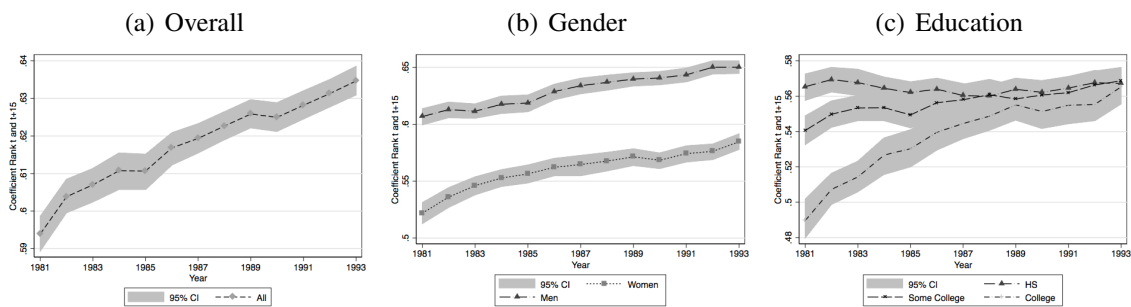 (a) Overall
(b) Gender
(c) Education
Coefficient Rank t and t+15
.59 .6 .61 .62 .63 .64
1981 1983 1985 1987 1989 1991 1993
Year
95% CI All
Coefficient Rank t and t+15
.5 .55 .6 .65
1981 1983 1985 1987 1989 1991 1993
Year
95% CI Women
Men
Coefficient Rank t and t+15
.48 .5 .52 .54 .56 .58
1981 1983 1985 1987 1989 1991 1993
Year
95% CI HS
Some College College